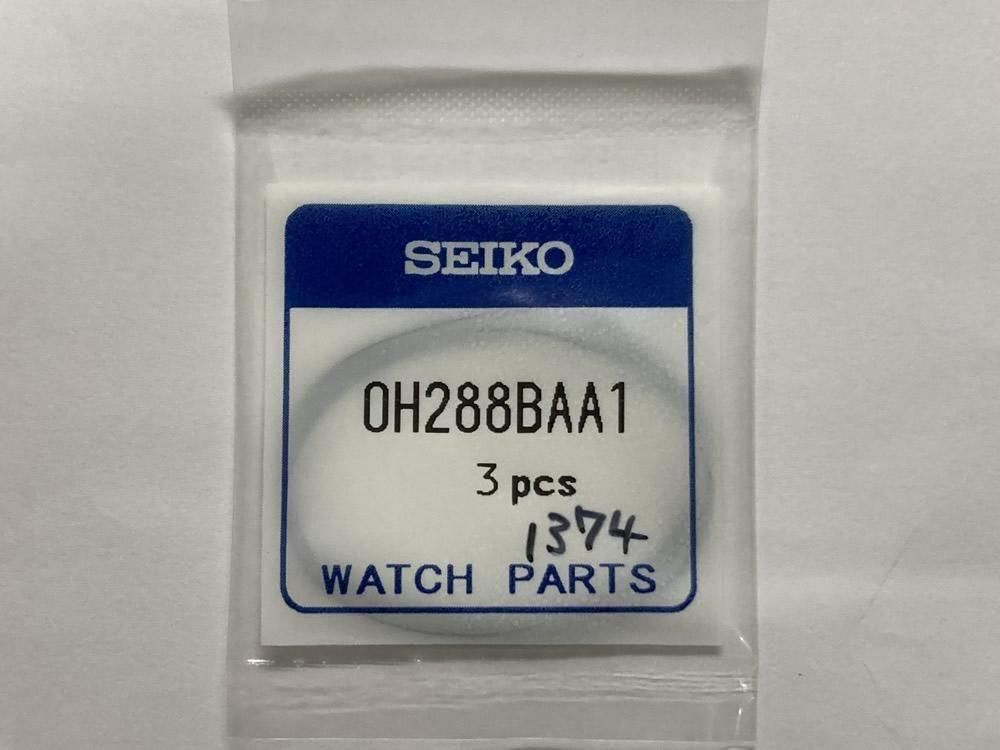 SEIKO
0H288BAA1
3 pcs
1374
WATCH PARTS